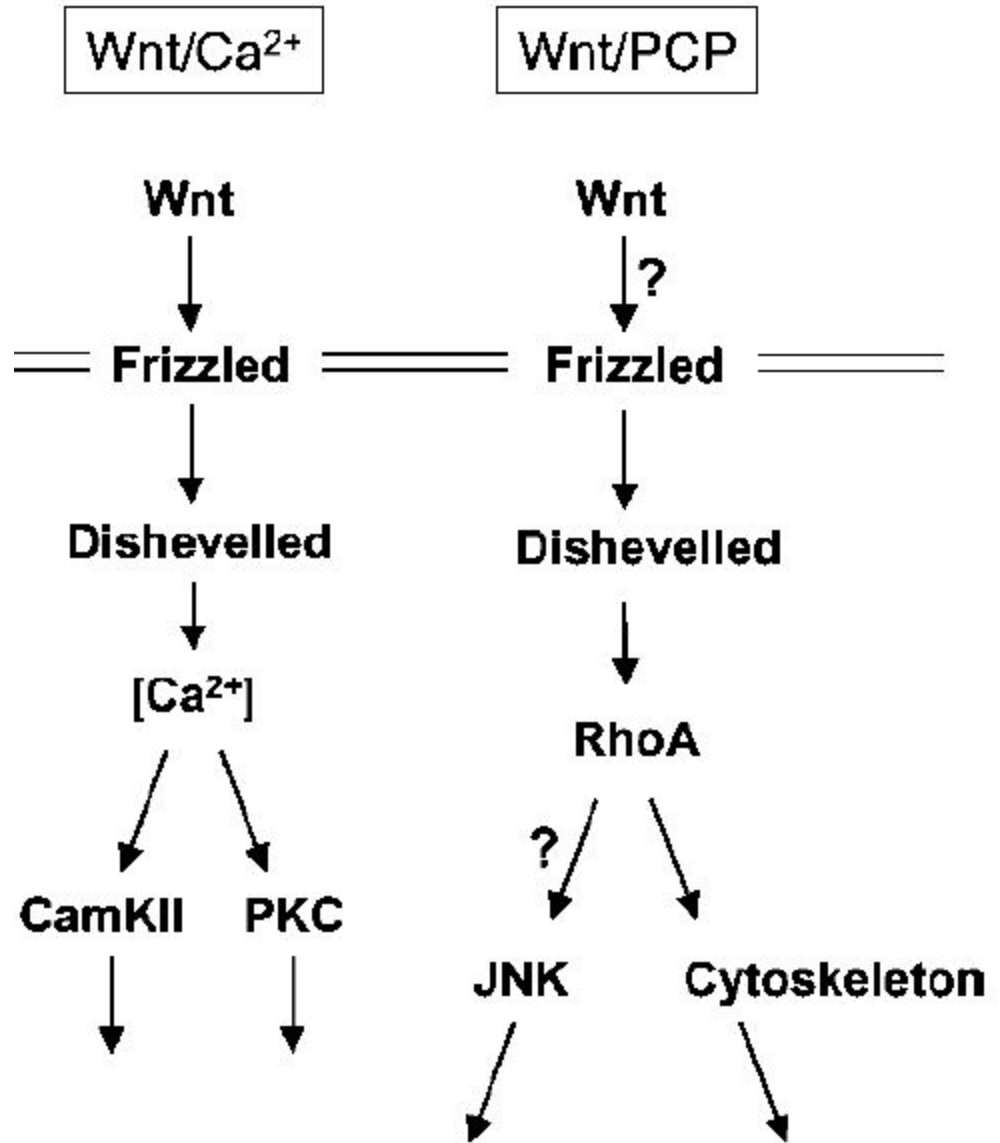 Wnt/Ca²⁺ Wnt/PCP
Wnt Wnt
?
Frizzled Frizzled
Dishevelled Dishevelled
[Ca²⁺]
RhoA
?
CamKII PKC
JNK Cytoskeleton